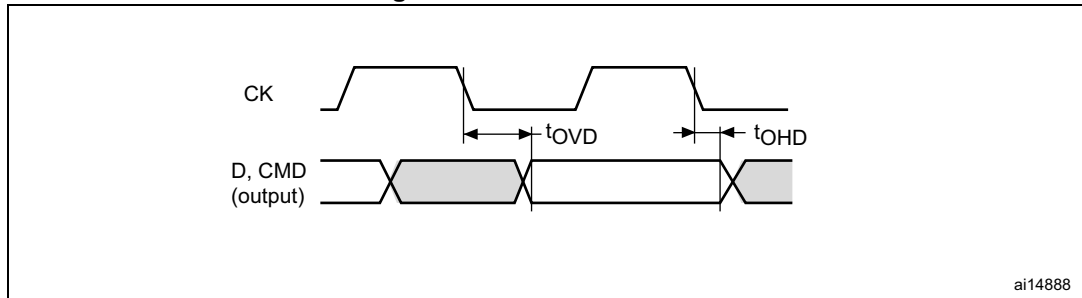 CK
tOVD
tOHD
D, CMD
(output)
ai14888